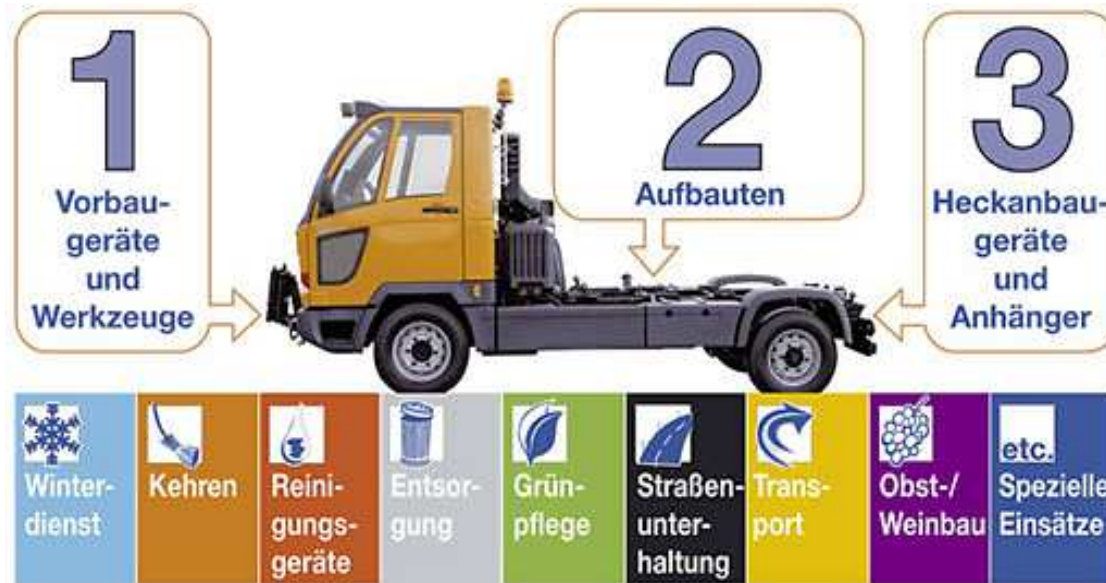 1
Vorbau-
geräte
und
Werkzeuge
2
Aufbauten
3
Heckanbau-
geräte
und
Anhänger
Winter-
dienst
Kehren
Reini-
gungs-
geräte
Entsor-
gung
Grün-
pflege
Straßen-
unter-
haltung
Trans-
port
Obst-/
Weinbau
etc.
Spezielle
Einsätze